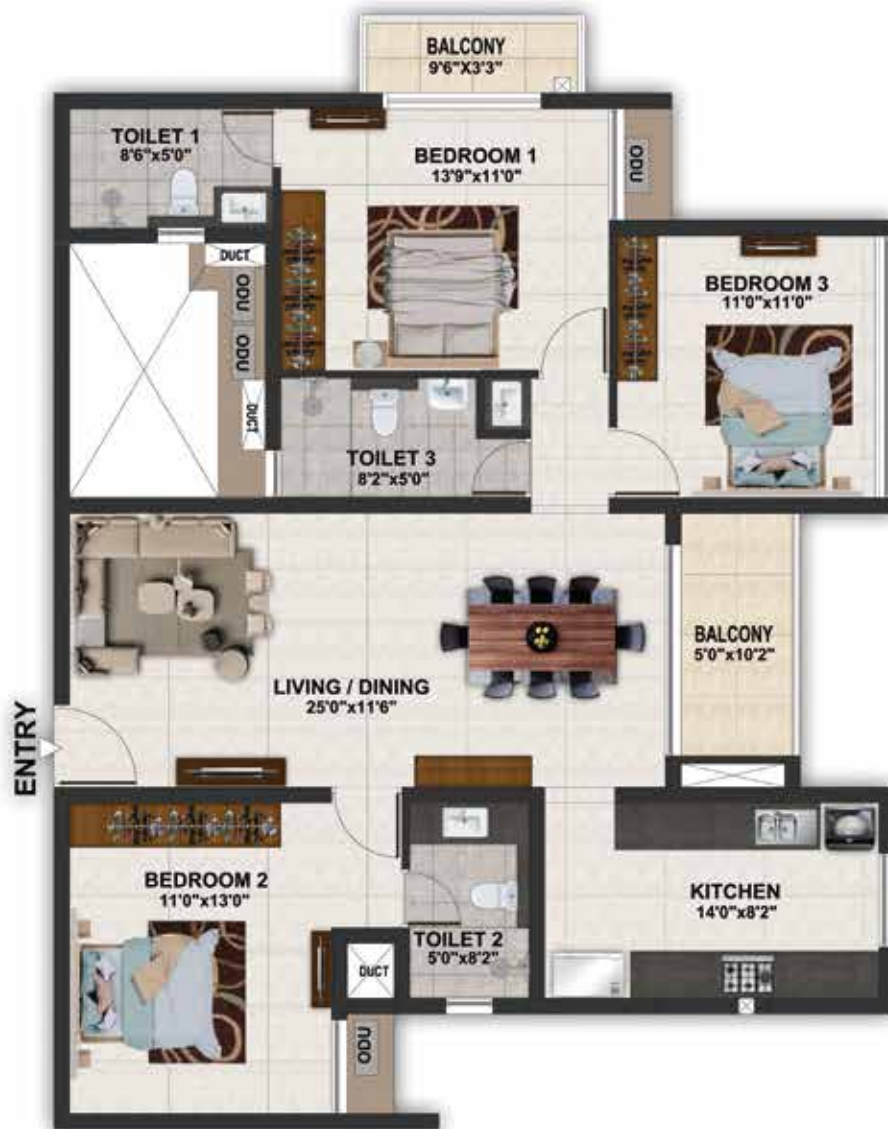 BALCONY
9'6"X3'3"
TOILET 1
8'6"x5'0"
BEDROOM 1
13'9"x11'0"
ODU
DUCT
ODU
ODU
DUCT
BEDROOM 3
11'0"x11'0"
TOILET 3
8'2"x5'0"
BALCONY
5'0"x10'2"
LIVING / DINING
25'0"x11'6"
ENTRY
BEDROOM 2
11'0"x13'0"
KITCHEN
14'0"x8'2"
TOILET 2
5'0"x8'2"
DUCT
ODU